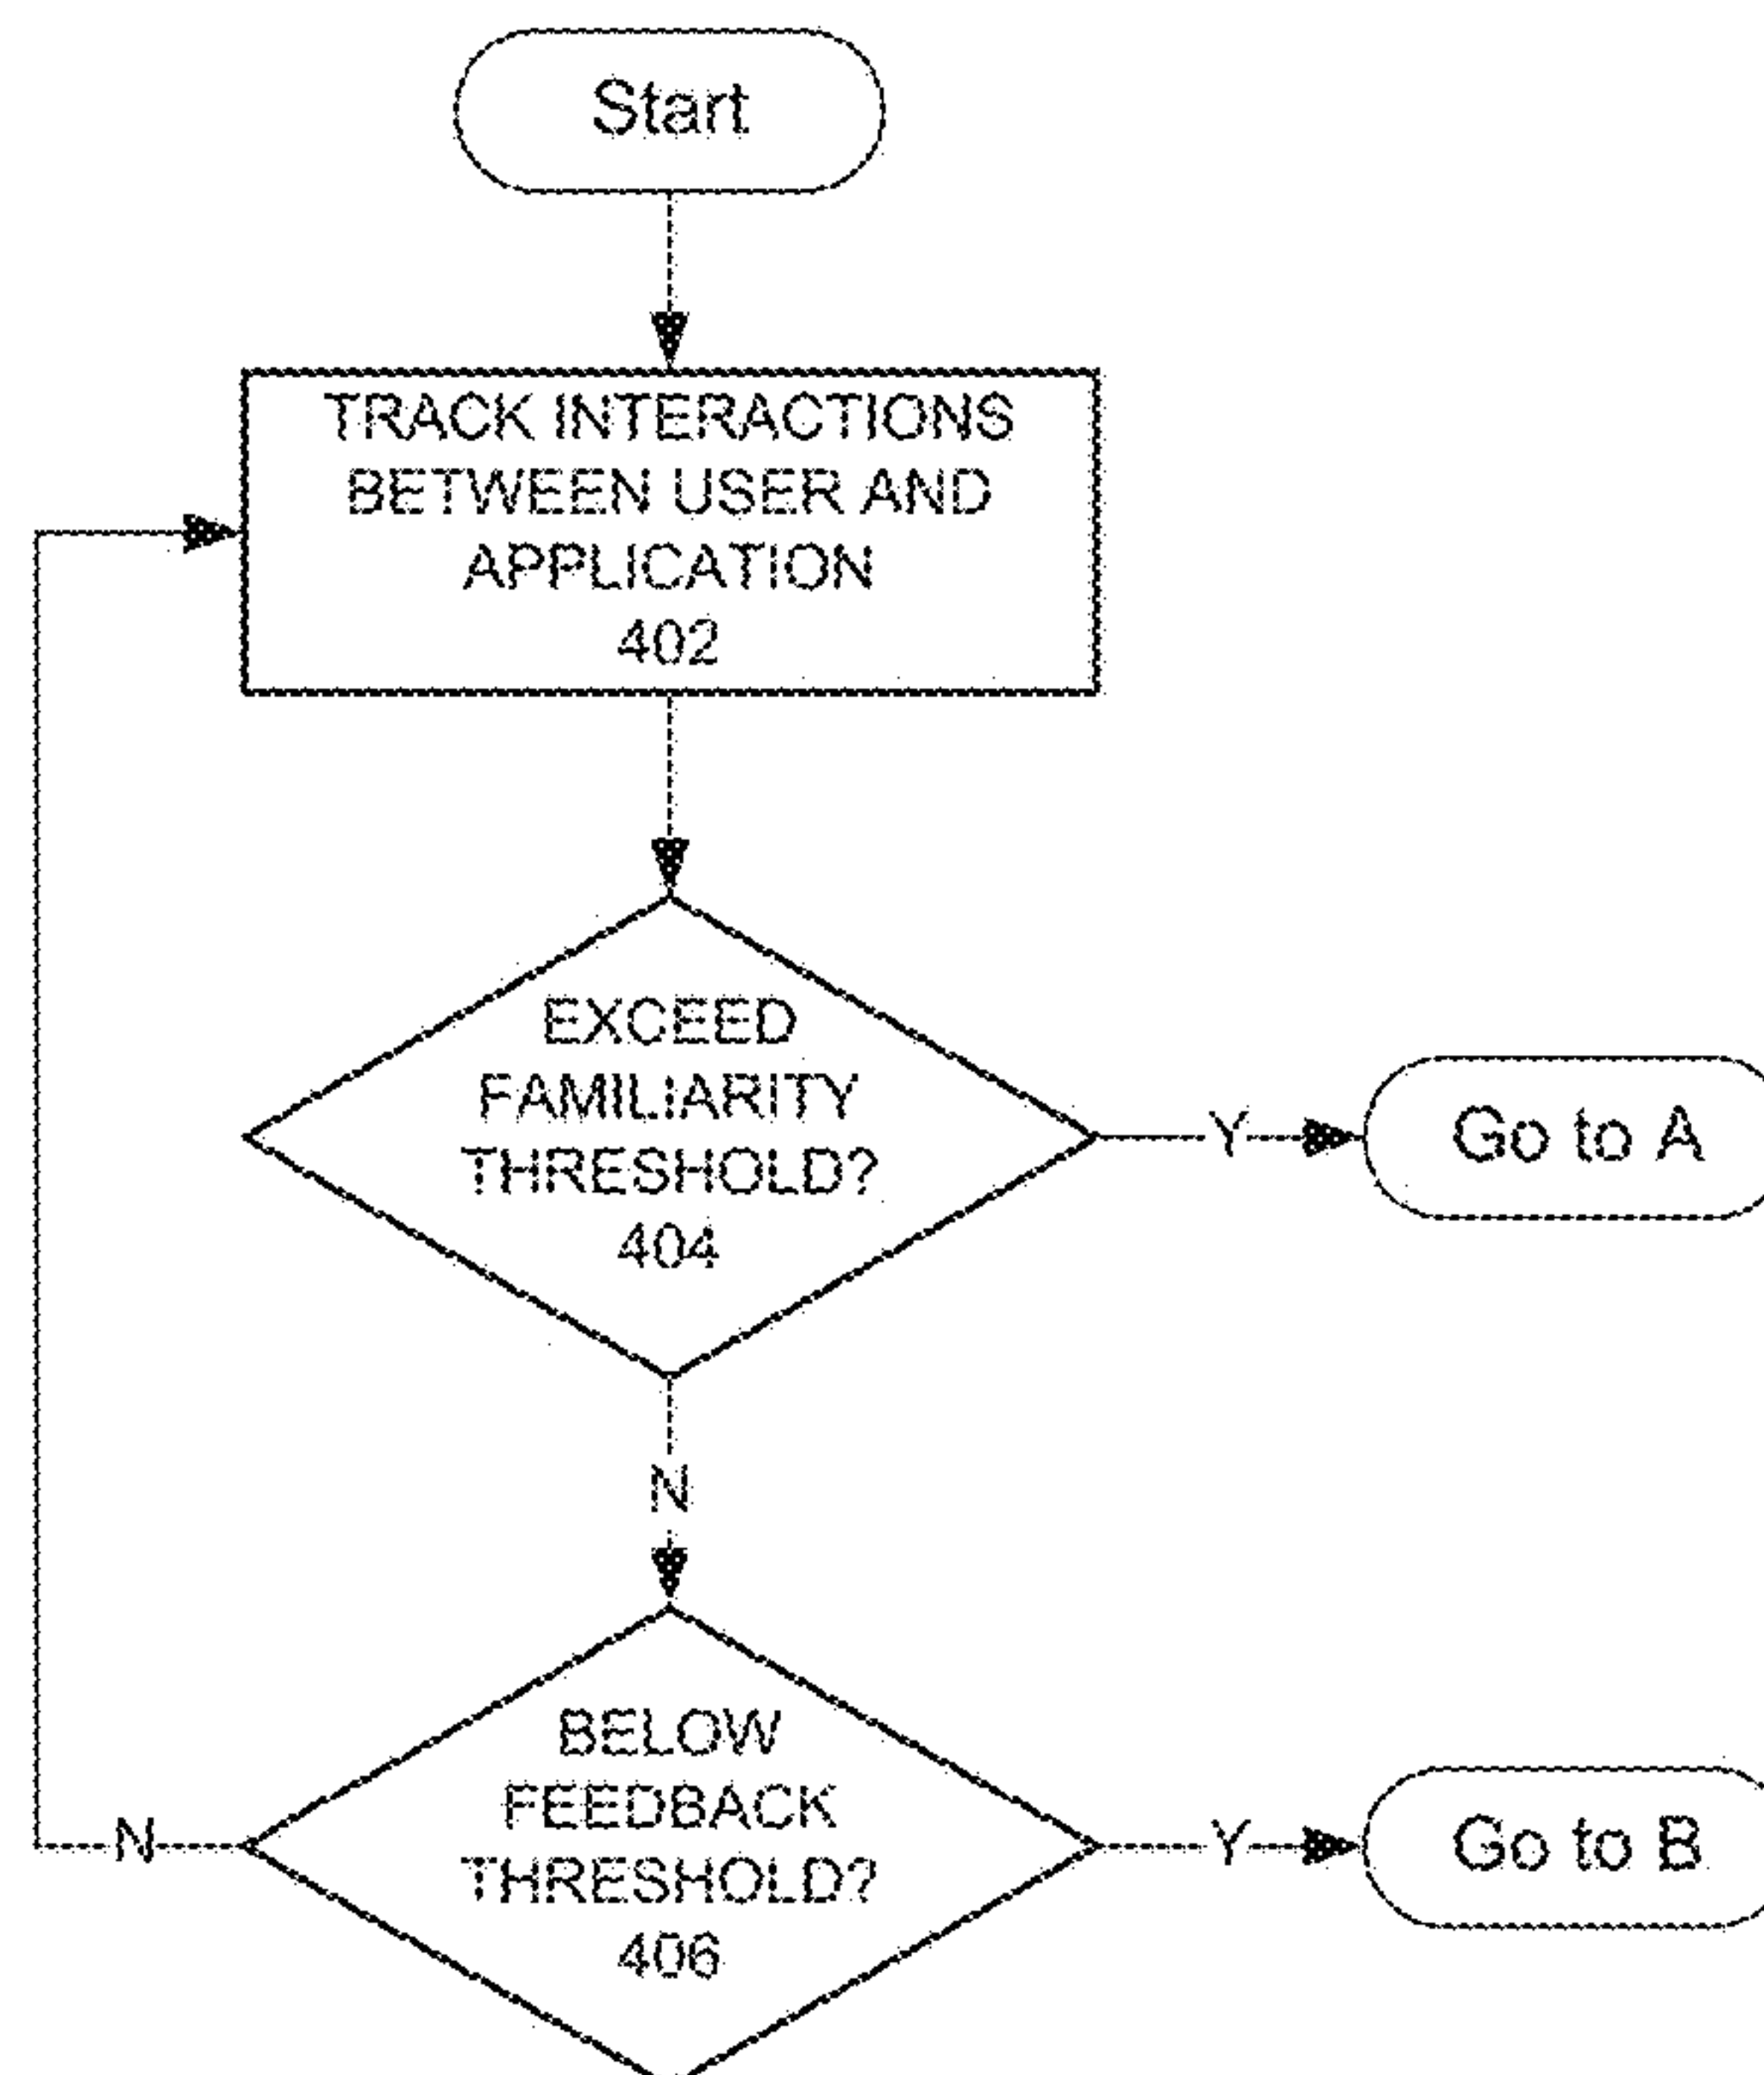 Start
TRACK INTERACTIONS
BETWEEN USER AND
APPLICATION
402
EXCEED
FAMILIARITY
THRESHOLD?
404
Y
Go to A
N
BELOW
FEEDBACK
THRESHOLD?
406
N
Y
Go to B